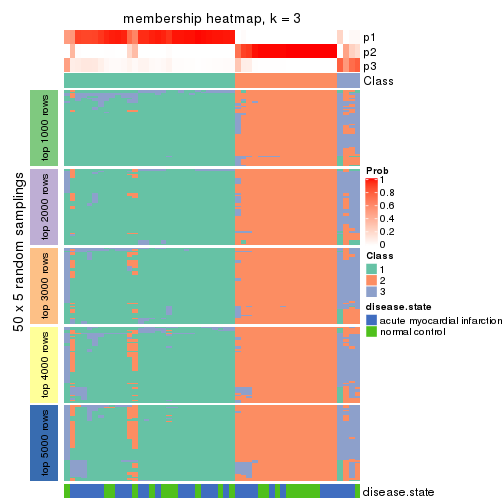 membership heatmap, k = 3
p1
p2
p3
Class
50 x 5 random samplings
top 1000 rows
top 2000 rows
top 3000 rows
top 4000 rows
top 5000 rows
Prob
1
0.8
0.6
0.4
0.2
0
Class
1
2
3
disease.state
acute myocardial infarction
normal control
disease.state